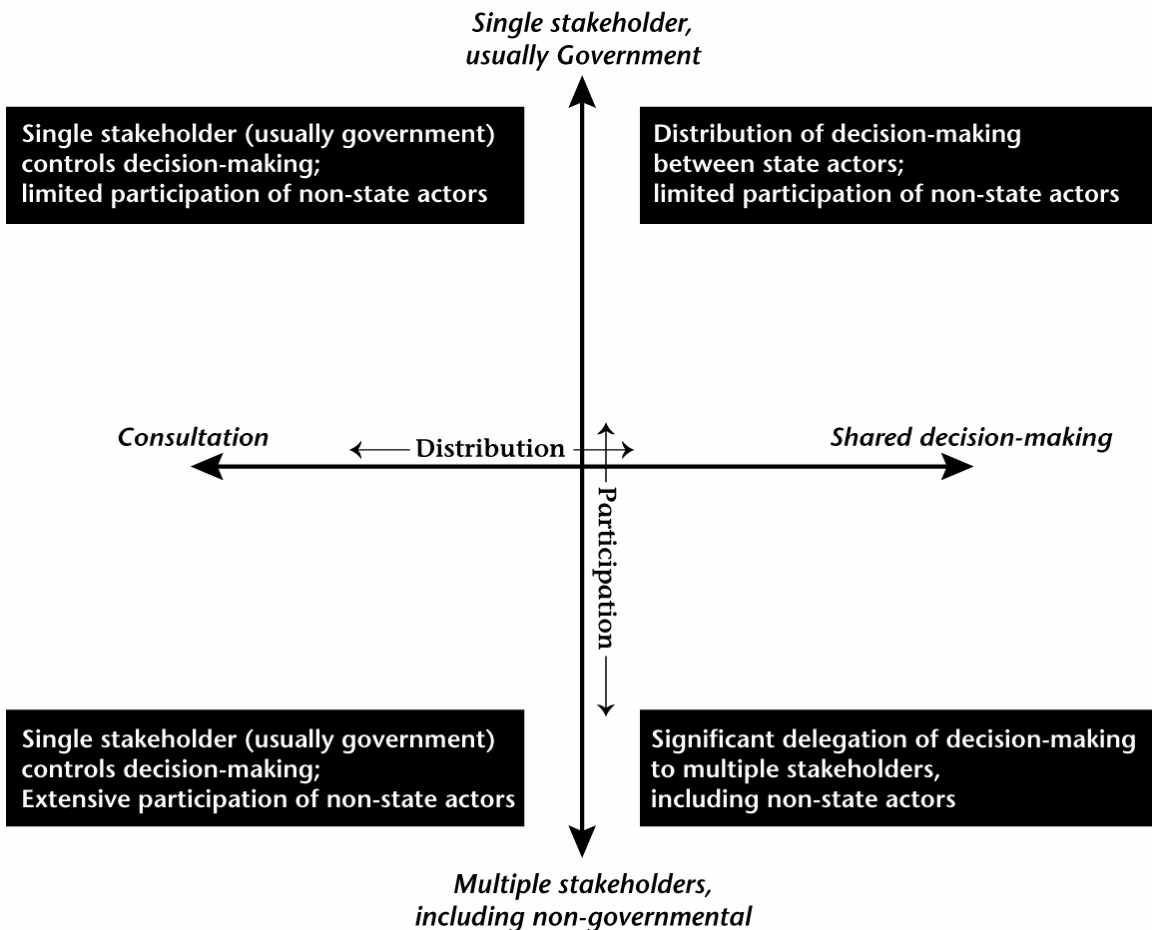 Single stakeholder,
usually Government
Single stakeholder (usually government)
controls decision-making;
limited participation of non-state actors
Distribution of decision-making
between state actors;
limited participation of non-state actors
Consultation
Distribution
Shared decision-making
Participation
Single stakeholder (usually government)
controls decision-making;
Extensive participation of non-state actors
Significant delegation of decision-making
to multiple stakeholders,
including non-state actors
Multiple stakeholders,
including non-governmental